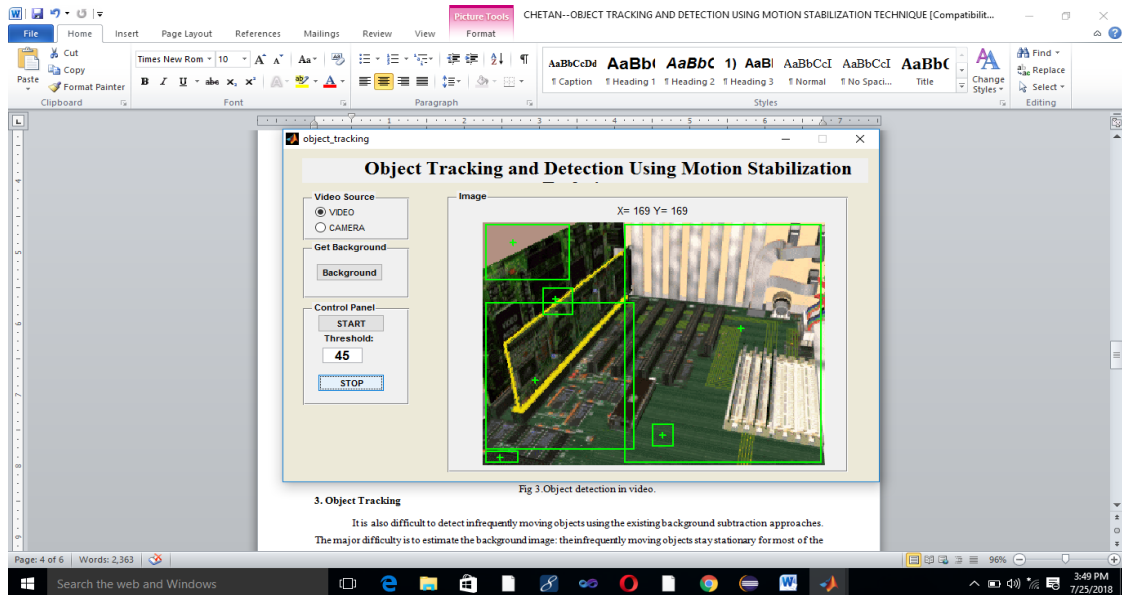 CHETAN--OBJECT TRACKING AND DETECTION USING MOTION STABILIZATION TECHNIQUE [Compatibilit...
Picture Tools
File Home Insert Page Layout References Mailings Review View Format
Paste
Cut
Copy
Format Painter
Clipboard
Times New Rom 10
Font
Paragraph
AaBbCcDd AaBb( AaBbC 1) AaBl AaBbCcI AaBbCcI AaBb(
¶ Caption ¶ Heading 1 ¶ Heading 2 ¶ Heading 3 ¶ Normal ¶ No Spaci... Title
Change Styles
Styles
Find
Replace
Select
Editing
object_tracking
Object Tracking and Detection Using Motion Stabilization
Video Source
VIDEO
CAMERA
Get Background
Background
Control Panel
START
Threshold:
45
STOP
Image
X= 169 Y= 169
Fig 3.Object detection in video.
3. Object Tracking
It is also difficult to detect infrequently moving objects using the existing background subtraction approaches.
The major difficulty is to estimate the background image: the infrequently moving objects stay stationary for most of the
Page: 4 of 6 Words: 2,363 96%
Search the web and Windows
3:49 PM
7/25/2018